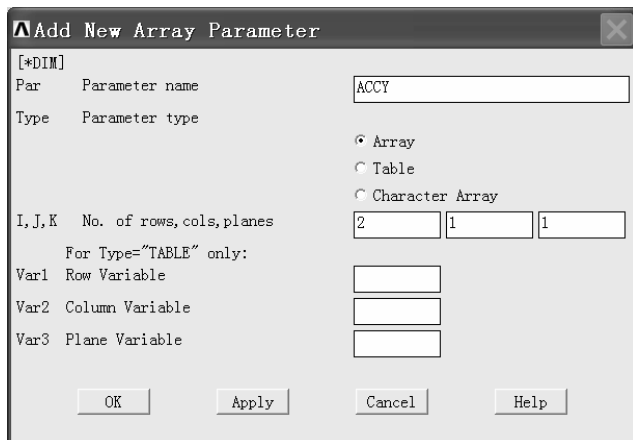 Add New Array Parameter
[*DIM]
Par Parameter name ACCY
Type Parameter type
Array
Table
Character Array
I,J,K No. of rows,cols,planes 2 1 1
For Type="TABLE" only:
Var1 Row Variable
Var2 Column Variable
Var3 Plane Variable
OK Apply Cancel Help